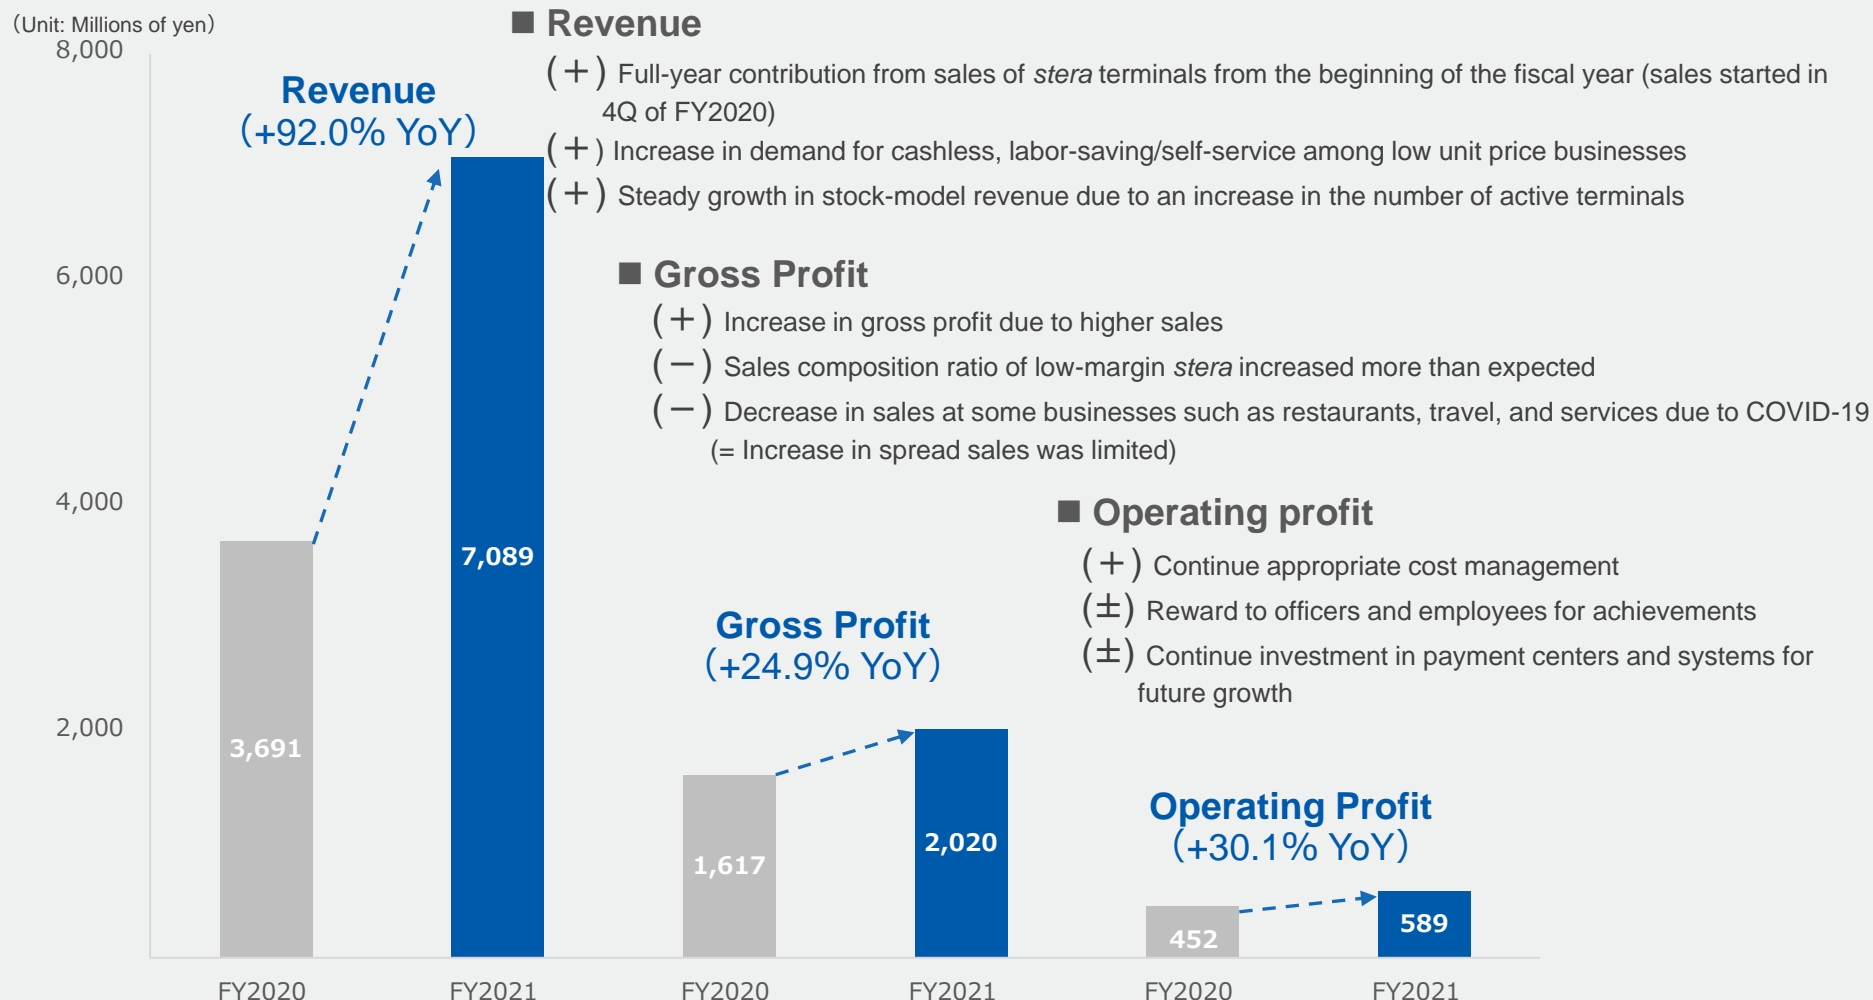 （Unit: Millions of yen）
■ Revenue
(＋) Full-year contribution from sales of stera terminals from the beginning of the fiscal year (sales started in
4Q of FY2020)
(＋) Increase in demand for cashless, labor-saving/self-service among low unit price businesses
(＋) Steady growth in stock-model revenue due to an increase in the number of active terminals
■ Gross Profit
(＋) Increase in gross profit due to higher sales
(－) Sales composition ratio of low-margin stera increased more than expected
(－) Decrease in sales at some businesses such as restaurants, travel, and services due to COVID-19
(= Increase in spread sales was limited)
■ Operating profit
(＋) Continue appropriate cost management
(±) Reward to officers and employees for achievements
(±) Continue investment in payment centers and systems for
future growth
8,000
6,000
4,000
2,000
Revenue
（+92.0% YoY）
3,691
7,089
Gross Profit
（+24.9% YoY）
1,617
2,020
Operating Profit
（+30.1% YoY）
452
589
FY2020
FY2021
FY2020
FY2021
FY2020
FY2021